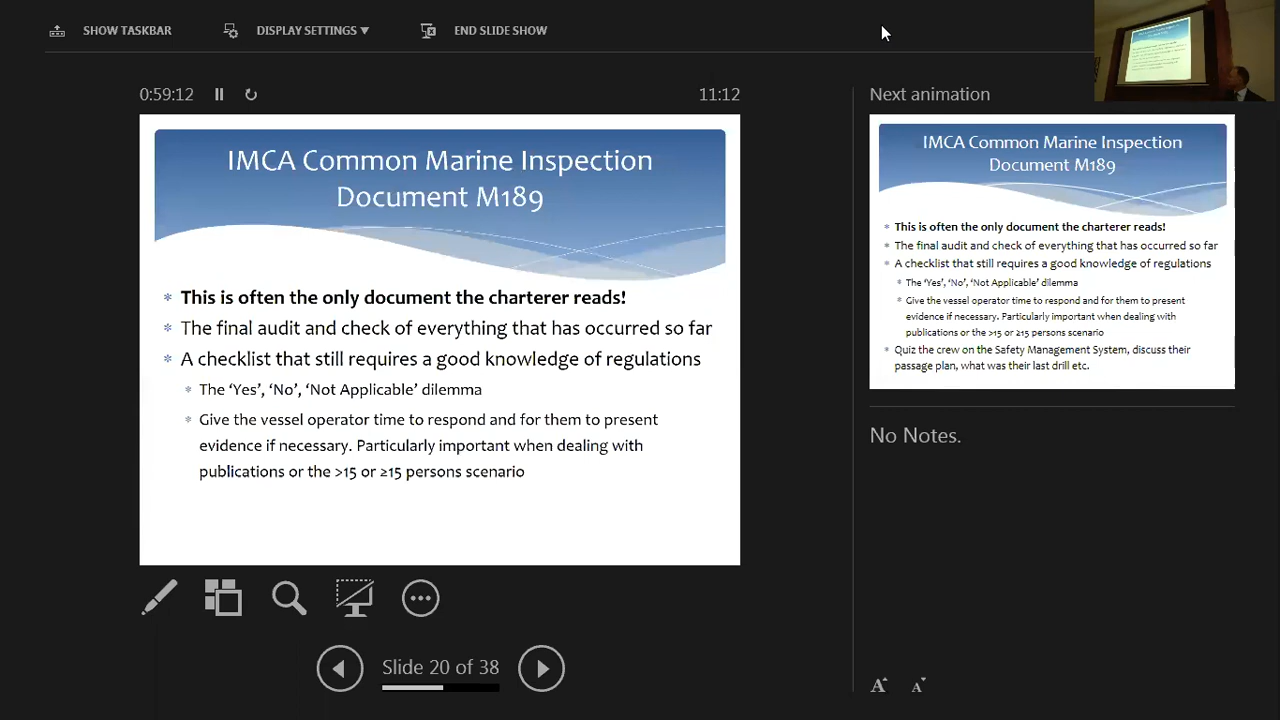 SHOW TASKBAR
DISPLAY SETTINGS ▼
END SLIDE SHOW
0:59:12
11:12
IMCA Common Marine Inspection
Document M189
* This is often the only document the charterer reads!
* The final audit and check of everything that has occurred so far
* A checklist that still requires a good knowledge of regulations
* The ‘Yes’, ‘No’, ‘Not Applicable’ dilemma
* Give the vessel operator time to respond and for them to present
evidence if necessary. Particularly important when dealing with
publications or the >15 or ≥15 persons scenario
Slide 20 of 38
Next animation
IMCA Common Marine Inspection
Document M189
* This is often the only document the charterer reads!
* The final audit and check of everything that has occurred so far
* A checklist that still requires a good knowledge of regulations
* The ‘Yes’, ‘No’, ‘Not Applicable’ dilemma
* Give the vessel operator time to respond and for them to present
evidence if necessary. Particularly important when dealing with
publications or the >15 or ≥15 persons scenario
* Quiz the crew on the Safety Management System, discuss their
passage plan, what was their last drill etc.
No Notes.
A A